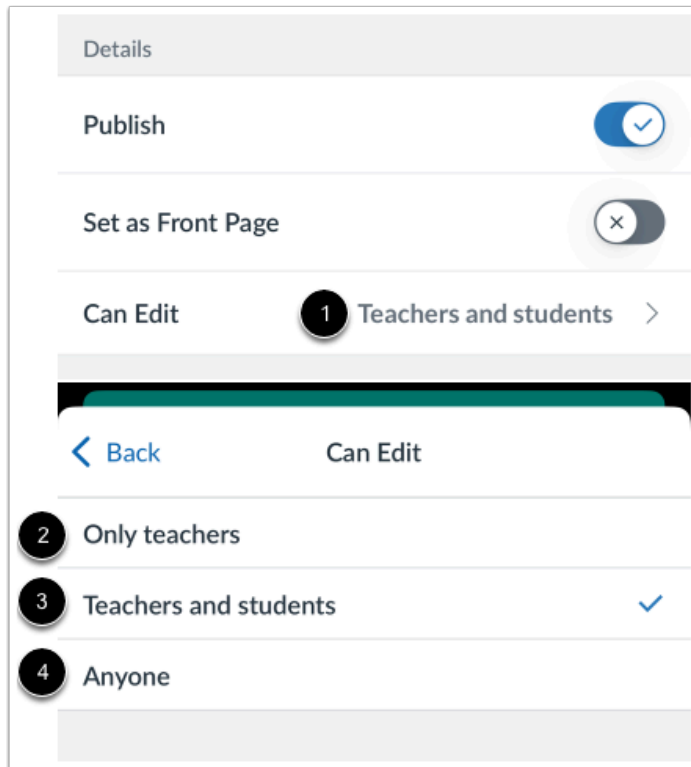 Details
Publish
Set as Front Page
Can Edit 1 Teachers and students
Back Can Edit
2 Only teachers
3 Teachers and students
4 Anyone